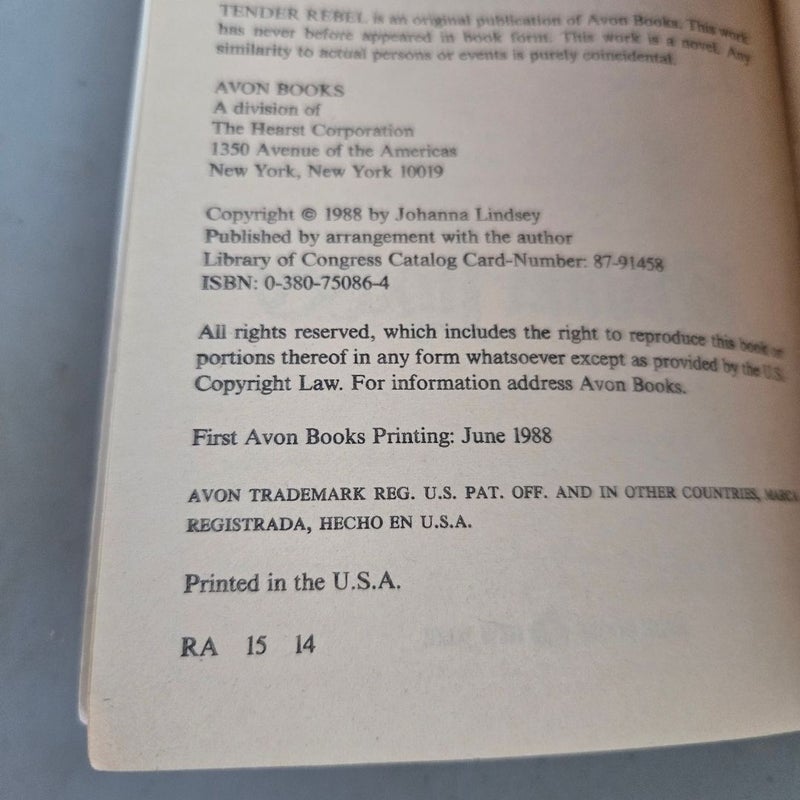 TENDER REBEL is an original publication of Avon Books. This work
has never before appeared in book form. This work is a novel. Any
similarity to actual persons or events is purely coincidental.
AVON BOOKS
A division of
The Hearst Corporation
1350 Avenue of the Americas
New York, New York 10019
Copyright © 1988 by Johanna Lindsey
Published by arrangement with the author
Library of Congress Catalog Card-Number: 87-91458
ISBN: 0-380-75086-4
All rights reserved, which includes the right to reproduce this book or
portions thereof in any form whatsoever except as provided by the U.S.
Copyright Law. For information address Avon Books.
First Avon Books Printing: June 1988
AVON TRADEMARK REG. U.S. PAT. OFF. AND IN OTHER COUNTRIES, MARCA
REGISTRADA, HECHO EN U.S.A.
Printed in the U.S.A.
RA 15 14